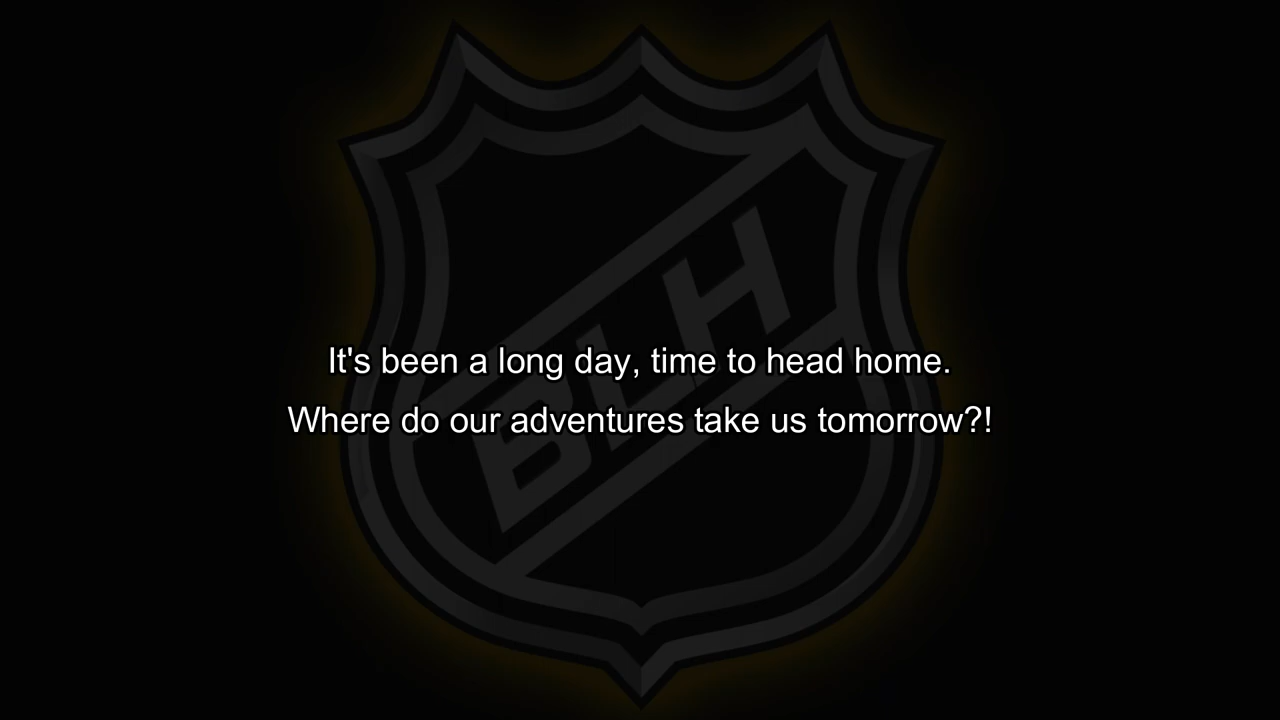 It's been a long day, time to head home.
Where do our adventures take us tomorrow?!
BLH